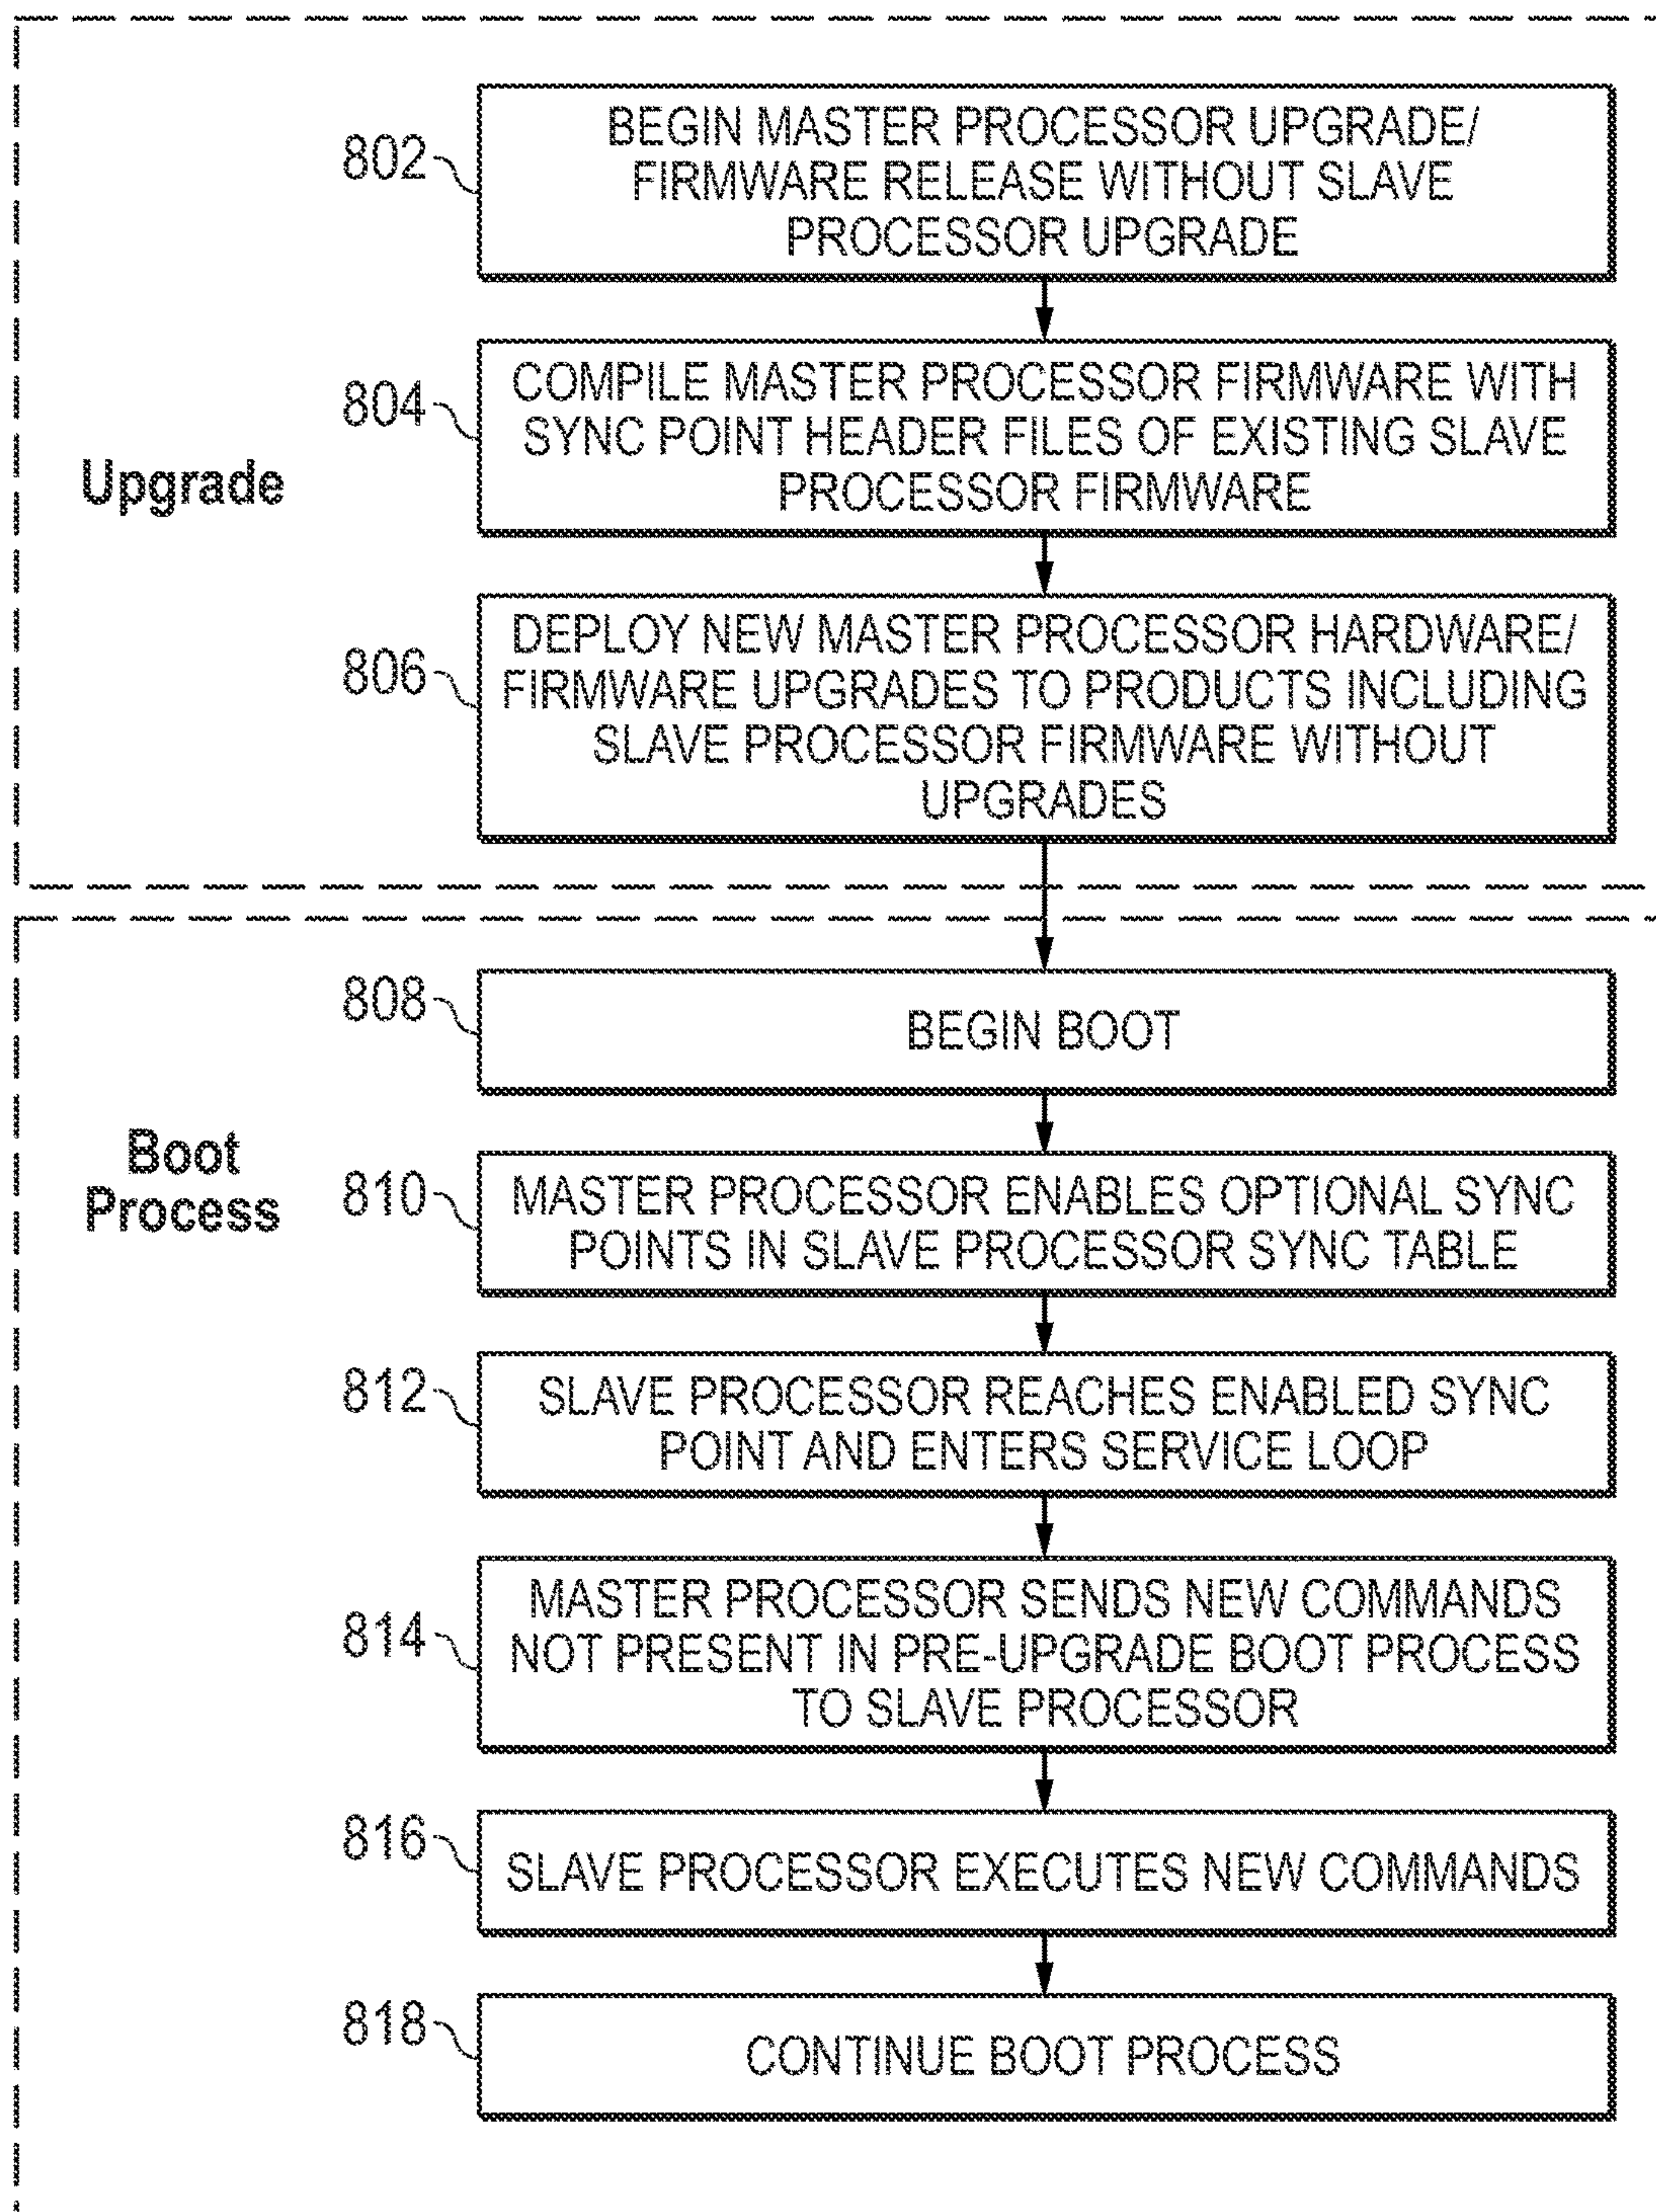 802
BEGIN MASTER PROCESSOR UPGRADE/
FIRMWARE RELEASE WITHOUT SLAVE
PROCESSOR UPGRADE
804
COMPILE MASTER PROCESSOR FIRMWARE WITH
SYNC POINT HEADER FILES OF EXISTING SLAVE
PROCESSOR FIRMWARE
Upgrade
806
DEPLOY NEW MASTER PROCESSOR HARDWARE/
FIRMWARE UPGRADES TO PRODUCTS INCLUDING
SLAVE PROCESSOR FIRMWARE WITHOUT
UPGRADES
808
BEGIN BOOT
Boot
Process
810
MASTER PROCESSOR ENABLES OPTIONAL SYNC
POINTS IN SLAVE PROCESSOR SYNC TABLE
812
SLAVE PROCESSOR REACHES ENABLED SYNC
POINT AND ENTERS SERVICE LOOP
814
MASTER PROCESSOR SENDS NEW COMMANDS
NOT PRESENT IN PRE-UPGRADE BOOT PROCESS
TO SLAVE PROCESSOR
816
SLAVE PROCESSOR EXECUTES NEW COMMANDS
818
CONTINUE BOOT PROCESS